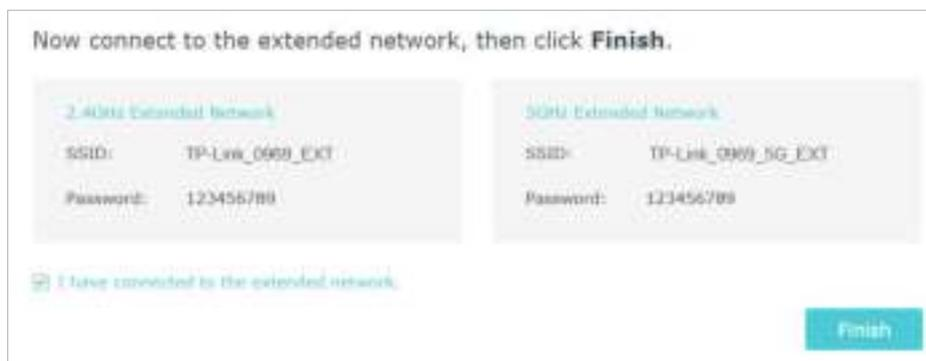 Now connect to the extended network, then click Finish.
2.4GHz Extended Network
SSID: TP-Link_0969_EXT
Password: 123456789
5GHz Extended Network
SSID: TP-Link_0969_5G_EXT
Password: 123456789
I have connected to the extended network.
Finish